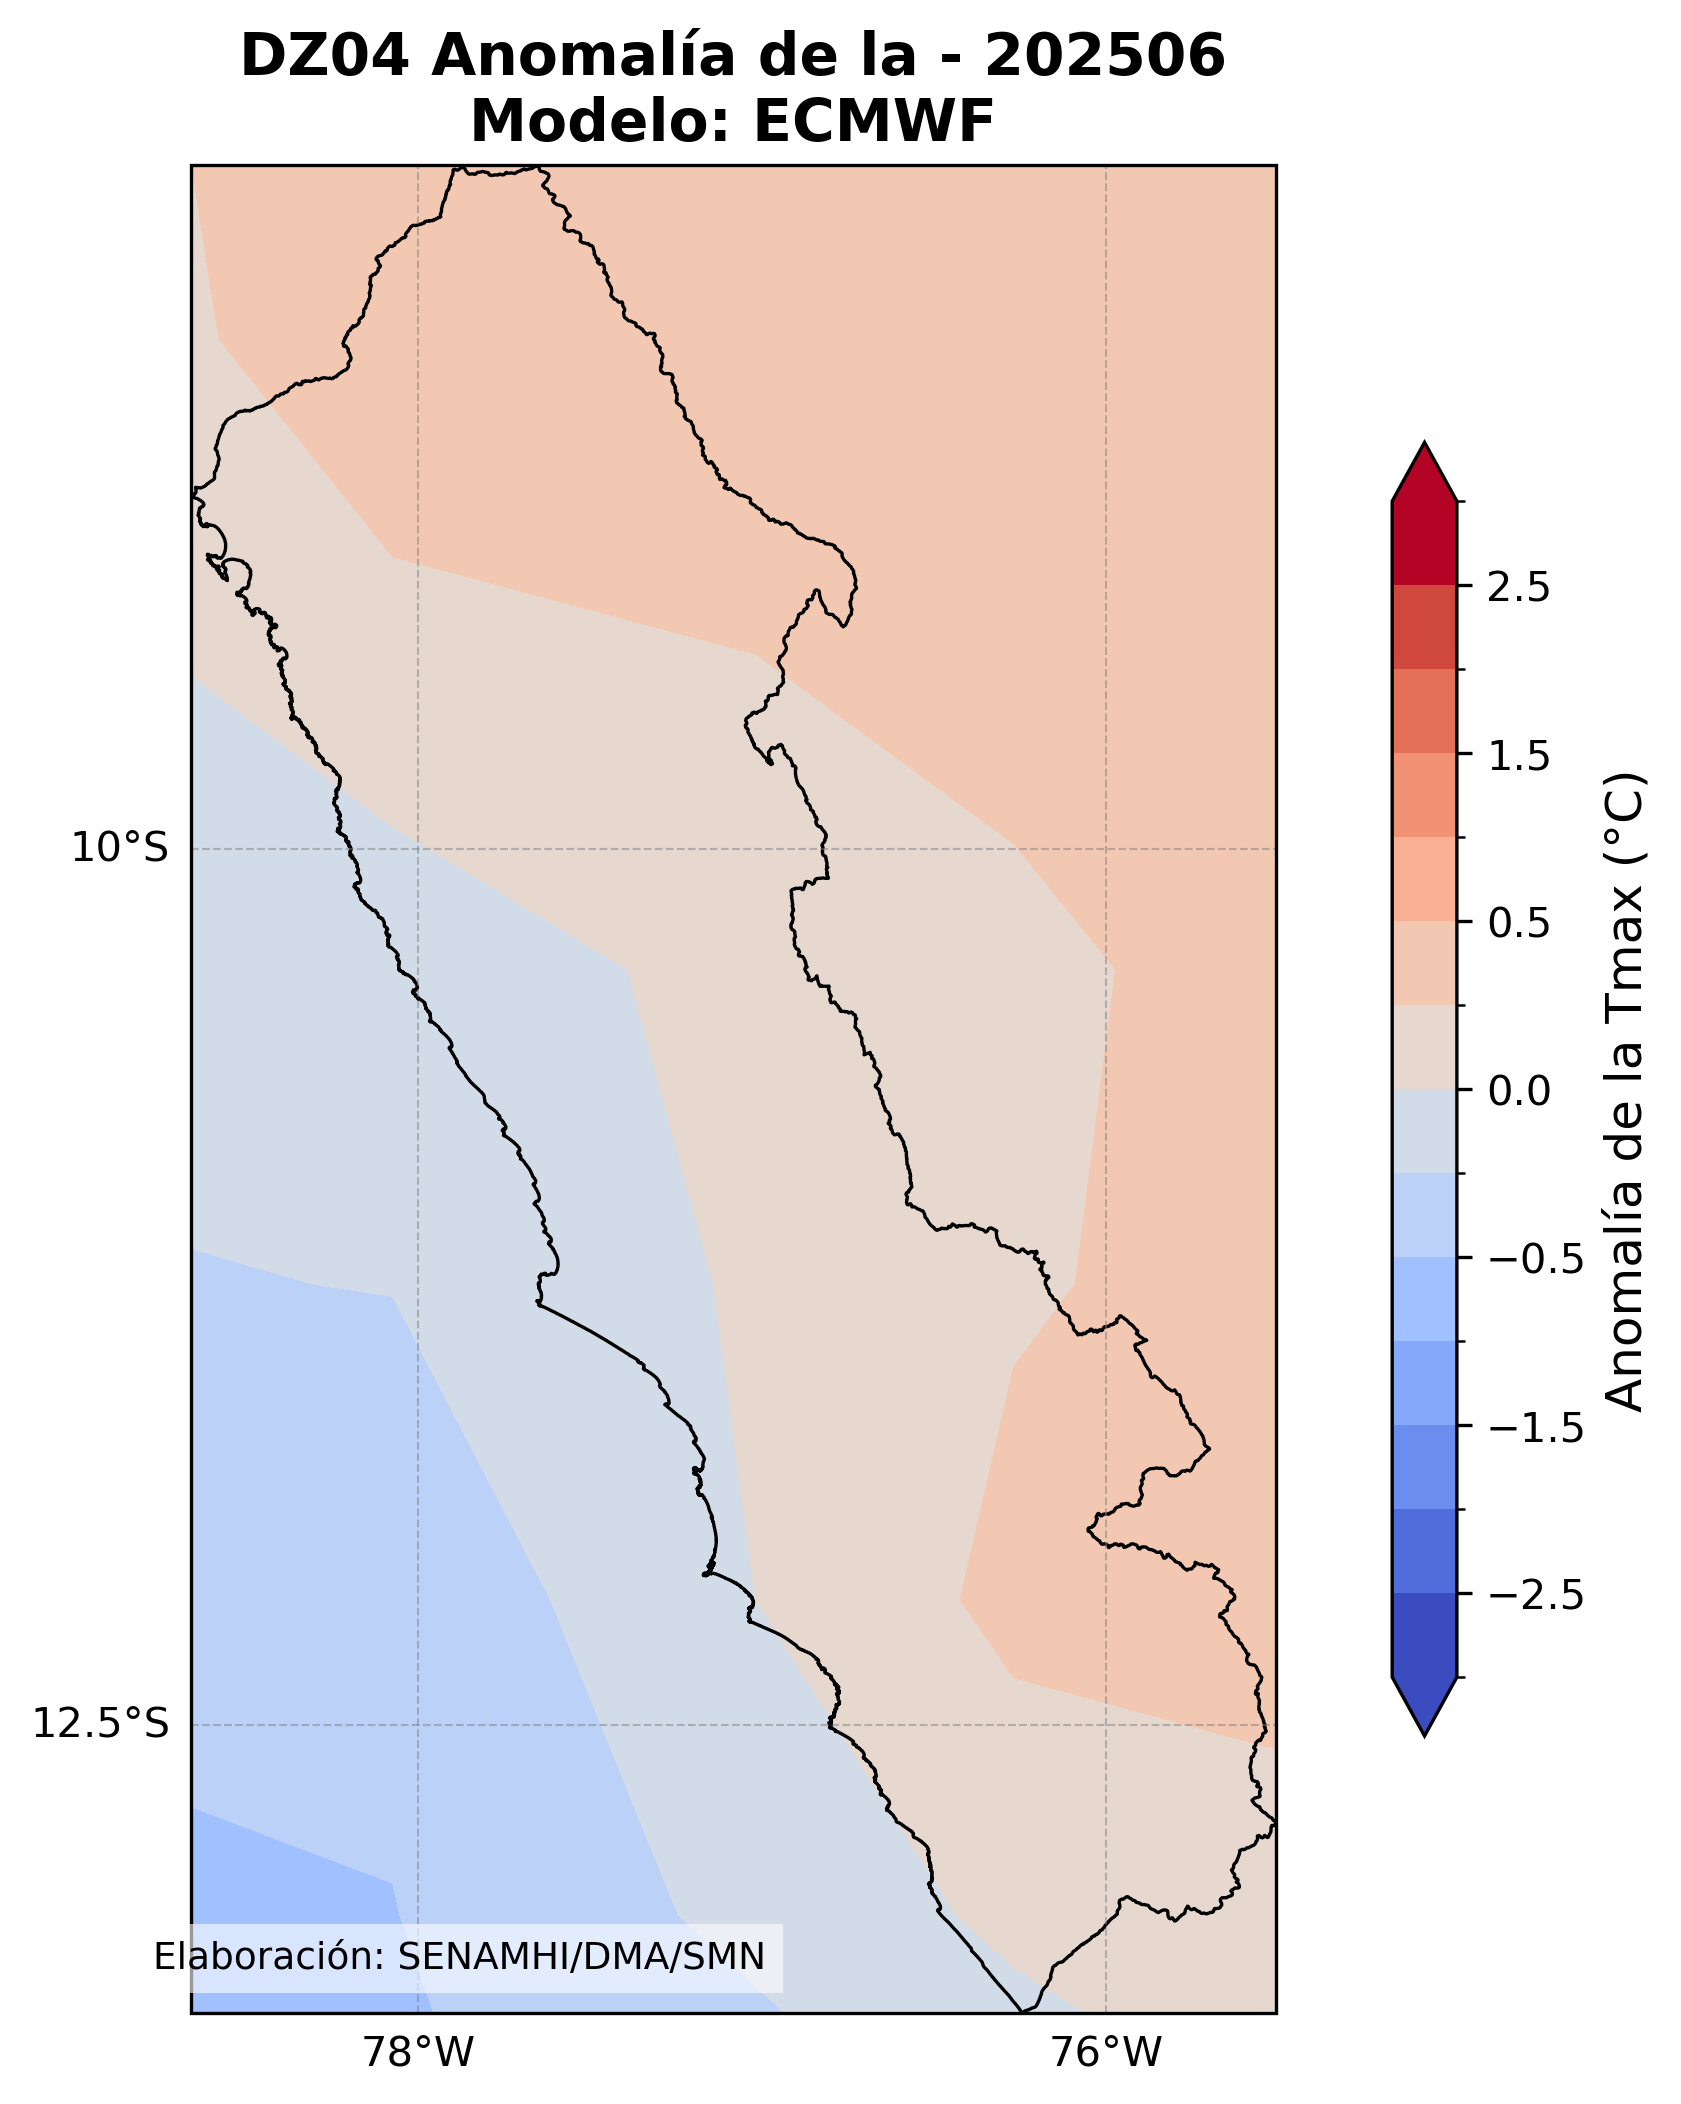 DZ04 Anomalía de la - 202506
Modelo: ECMWF
10°S
12.5°S
78°W
76°W
Elaboración: SENAMHI/DMA/SMN
2.5
1.5
0.5
0.0
−0.5
−1.5
−2.5
Anomalía de la Tmax (°C)